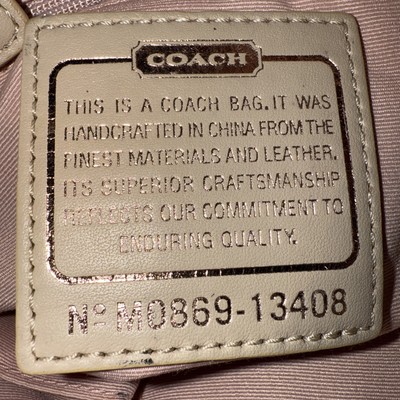 COACH
THIS IS A COACH BAG. IT WAS
HANDCRAFTED IN CHINA FROM THE
FINEST MATERIALS AND LEATHER.
ITS SUPERIOR CRAFTSMANSHIP
REFLECTS OUR COMMITMENT TO
ENDURING QUALITY.
Nº M0869-13408